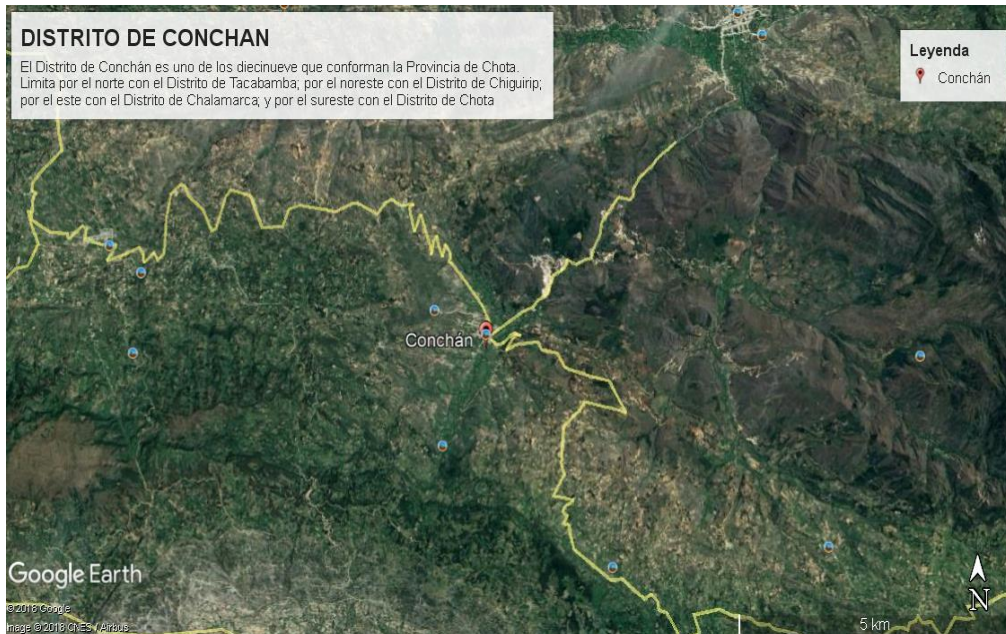 DISTRITO DE CONCHAN
El Distrito de Conchán es uno de los diecinueve que conforman la Provincia de Chota.
Limita por el norte con el Distrito de Tacabamba; por el noreste con el Distrito de Chiguirip;
por el este con el Distrito de Chalamarca; y por el sureste con el Distrito de Chota
Leyenda
Conchán
Conchán
Google Earth
©2018 Google
Image © 2018 CNES / Airbus
N
5 km